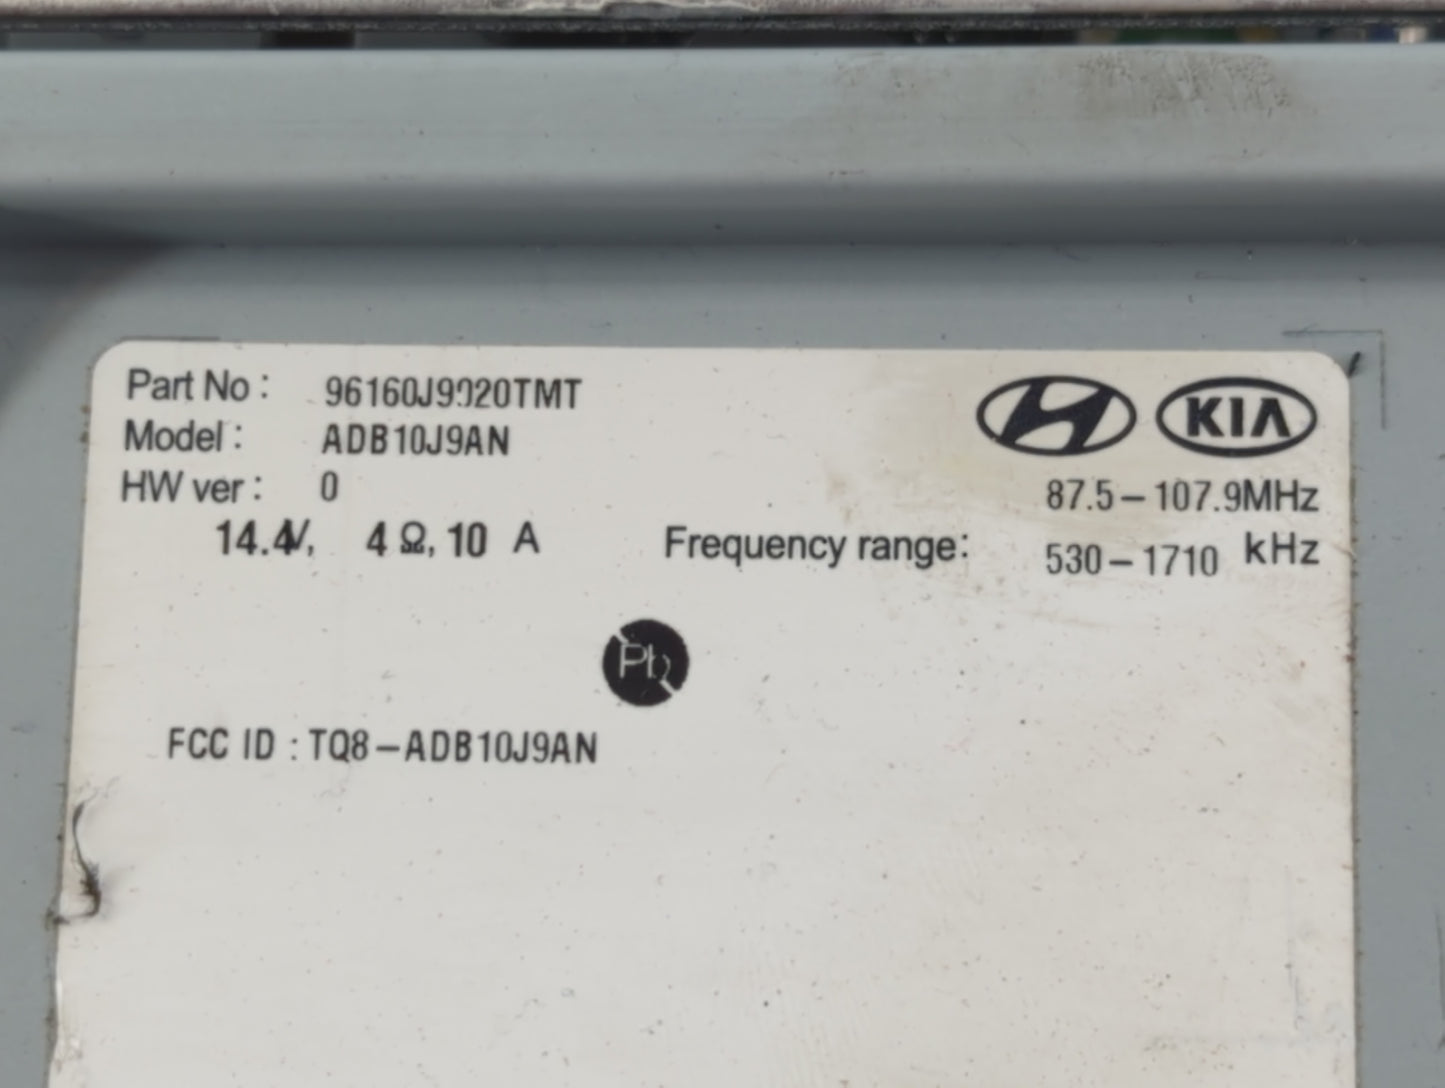 Part No : 96160J9020TMT
Model : ADB10J9AN
HW ver : 0
14.4V, 4 Ω, 10 A
KIA
87.5 – 107.9MHz
Frequency range: 530 – 1710 kHz
Pb
FCC ID : TQ8 – ADB10J9AN